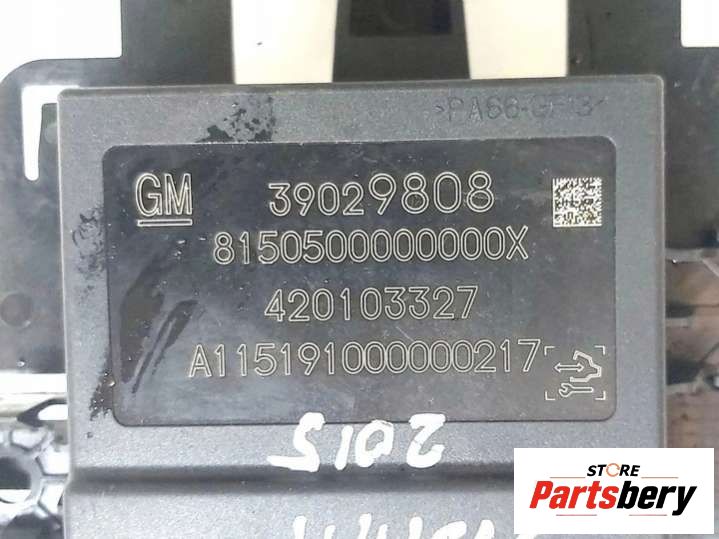 >PA66-GF13<
GM 39029808
8150500000000X
420103327
A115191000000217
2015
STORE
Partsbery